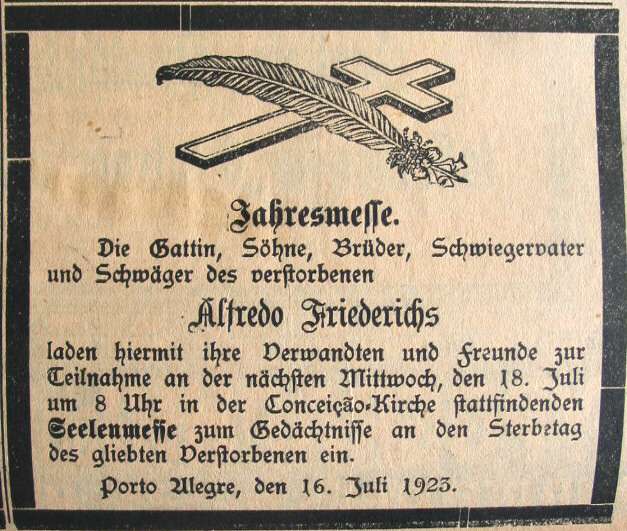 Jahresmesse.
Die Gattin, Söhne, Brüder, Schwiegervater
und Schwäger des verstorbenen
Alfredo Friederichs
laden hiermit ihre Verwandten und Freunde zur
Teilnahme an der nächsten Mittwoch, den 18. Juli
um 8 Uhr in der Conceição-Kirche stattfindenden
Seelenmesse zum Gedächtnisse an den Sterbetag
des gliebten Verstorbenen ein.
Porto Alegre, den 16. Juli 1923.